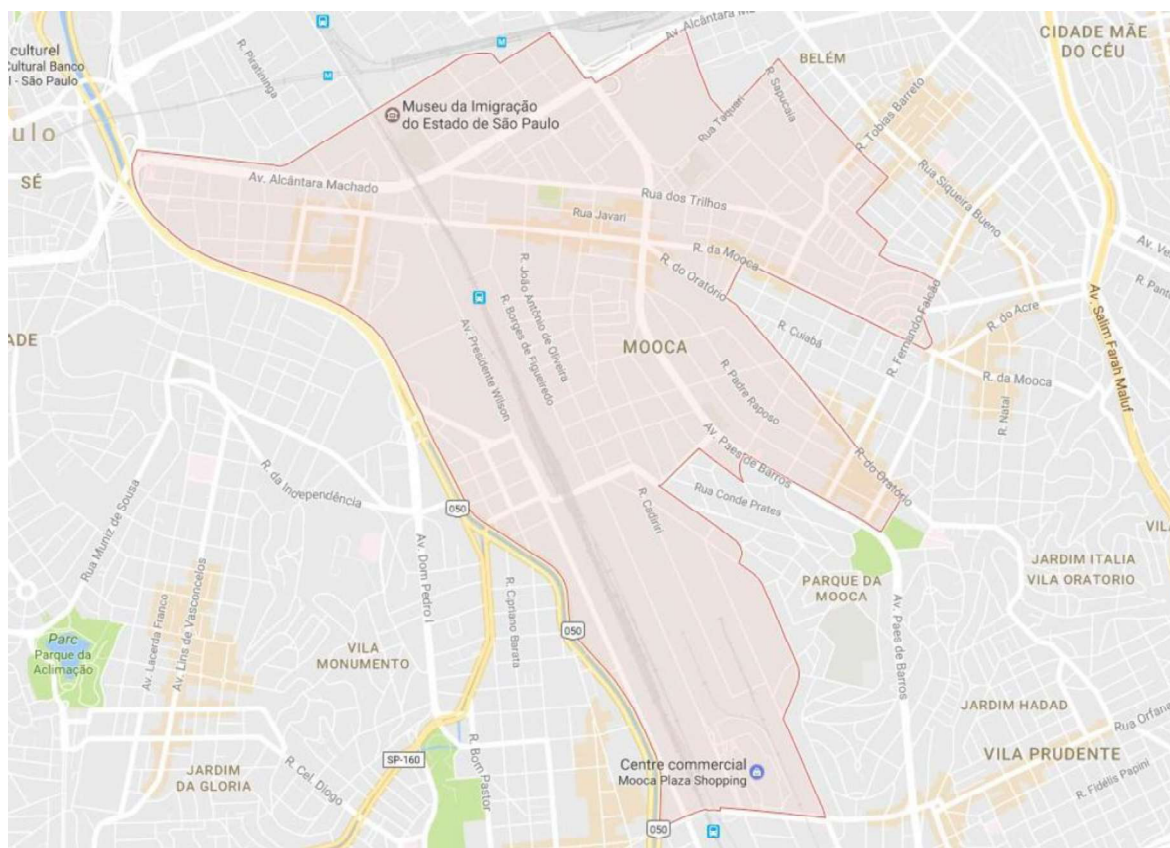 culturel
Cultural Banco
l - São Paulo
ulo
SÉ
ADE
R. Piratininga
M
M
Museu da Imigração
do Estado de São Paulo
Av. Alcântara Machado
Av. Alcântara
BELÉM
CIDADE MÃE
DO CÉU
R. Sapucaia
Rua Taquari
R. Tobias Barreto
Rua Siqueira Bueno
Rua dos Trilhos
Rua Javari
R. da Mooca
R. do Oratório
R. João Antônio de Oliveira
R. Borges de Figueiredo
Av. Presidente Wilson
MOOCA
R. Cuiabá
R. Fernando Falcão
R. do Acre
Av. Salim Farah Maluf
Av. Ve
R. Pant
R. da Mooca
R. Natal
R. Padre Raposo
Av. Paes de Barros
R. do Oratório
Rua Conde Prates
R. Cadiriri
R. da Independência
050
Rua Muniz de Sousa
Av. Dom Pedro I
R. Cipriano Barata
050
PARQUE DA
MOOCA
Av. Paes de Barros
VILA
JARDIM ITALIA
VILA ORATORIO
Parc
Parque da
Aclimação
Av. Lacerda Franco
Av. Lins de Vasconcelos
VILA
MONUMENTO
JARDIM HADAD
Rua Orfana
VILA PRUDENTE
R. Fidélis Papini
SP-160
R. Bom Pastor
JARDIM
DA GLORIA
R. Cel. Diogo
Centre commercial
Mooca Plaza Shopping
050